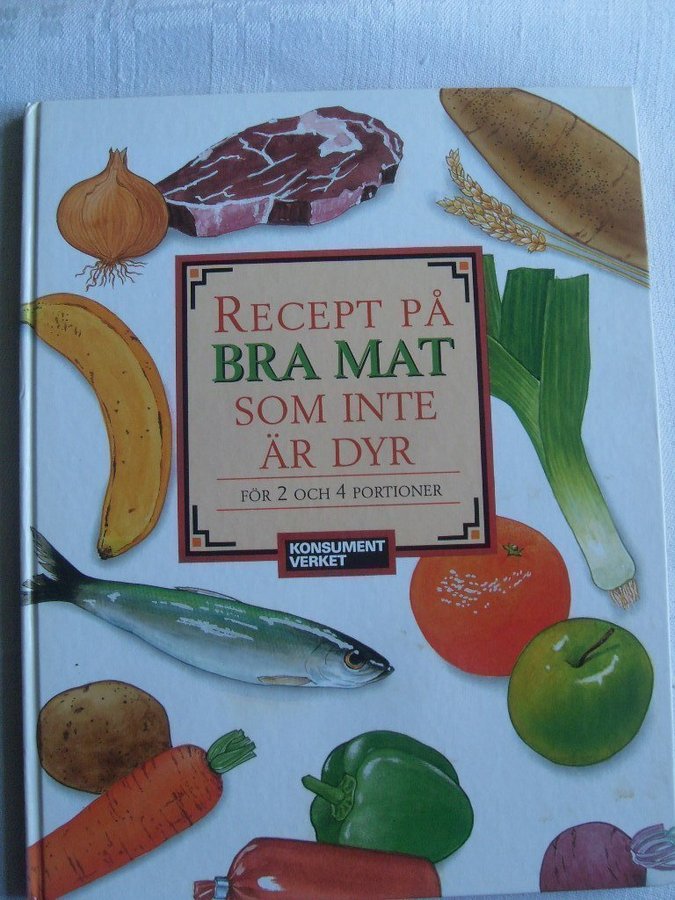 RECEPT PÅ
BRA MAT
SOM INTE
ÄR DYR
FÖR 2 OCH 4 PORTIONER
KONSUMENT
VERKET